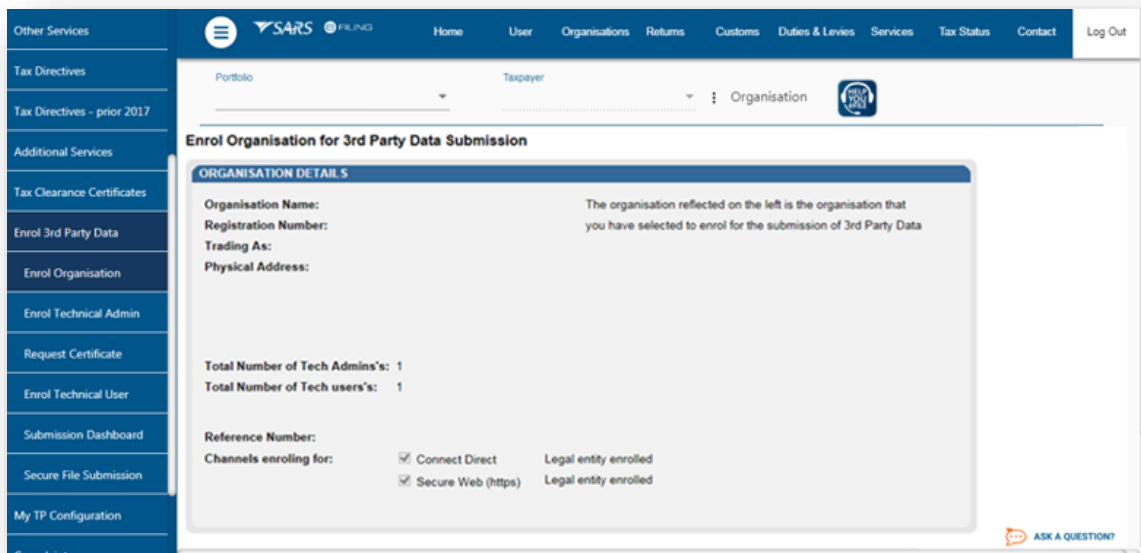 Other Services
Tax Directives
Tax Directives - prior 2017
Additional Services
Tax Clearance Certificates
Enrol 3rd Party Data
Enrol Organisation
Enrol Technical Admin
Request Certificate
Enrol Technical User
Submission Dashboard
Secure File Submission
My TP Configuration
SARS eFILING
Home User Organisations Returns Customs Duties & Levies Services Tax Status Contact Log Out
Portfolio Taxpayer
Organisation
HELP YOU eFILE
Enrol Organisation for 3rd Party Data Submission
ORGANISATION DETAILS
Organisation Name: The organisation reflected on the left is the organisation that
Registration Number: you have selected to enrol for the submission of 3rd Party Data
Trading As:
Physical Address:
Total Number of Tech Admins's: 1
Total Number of Tech users's: 1
Reference Number:
Channels enroling for: Connect Direct Legal entity enrolled
Secure Web (https) Legal entity enrolled
ASK A QUESTION?